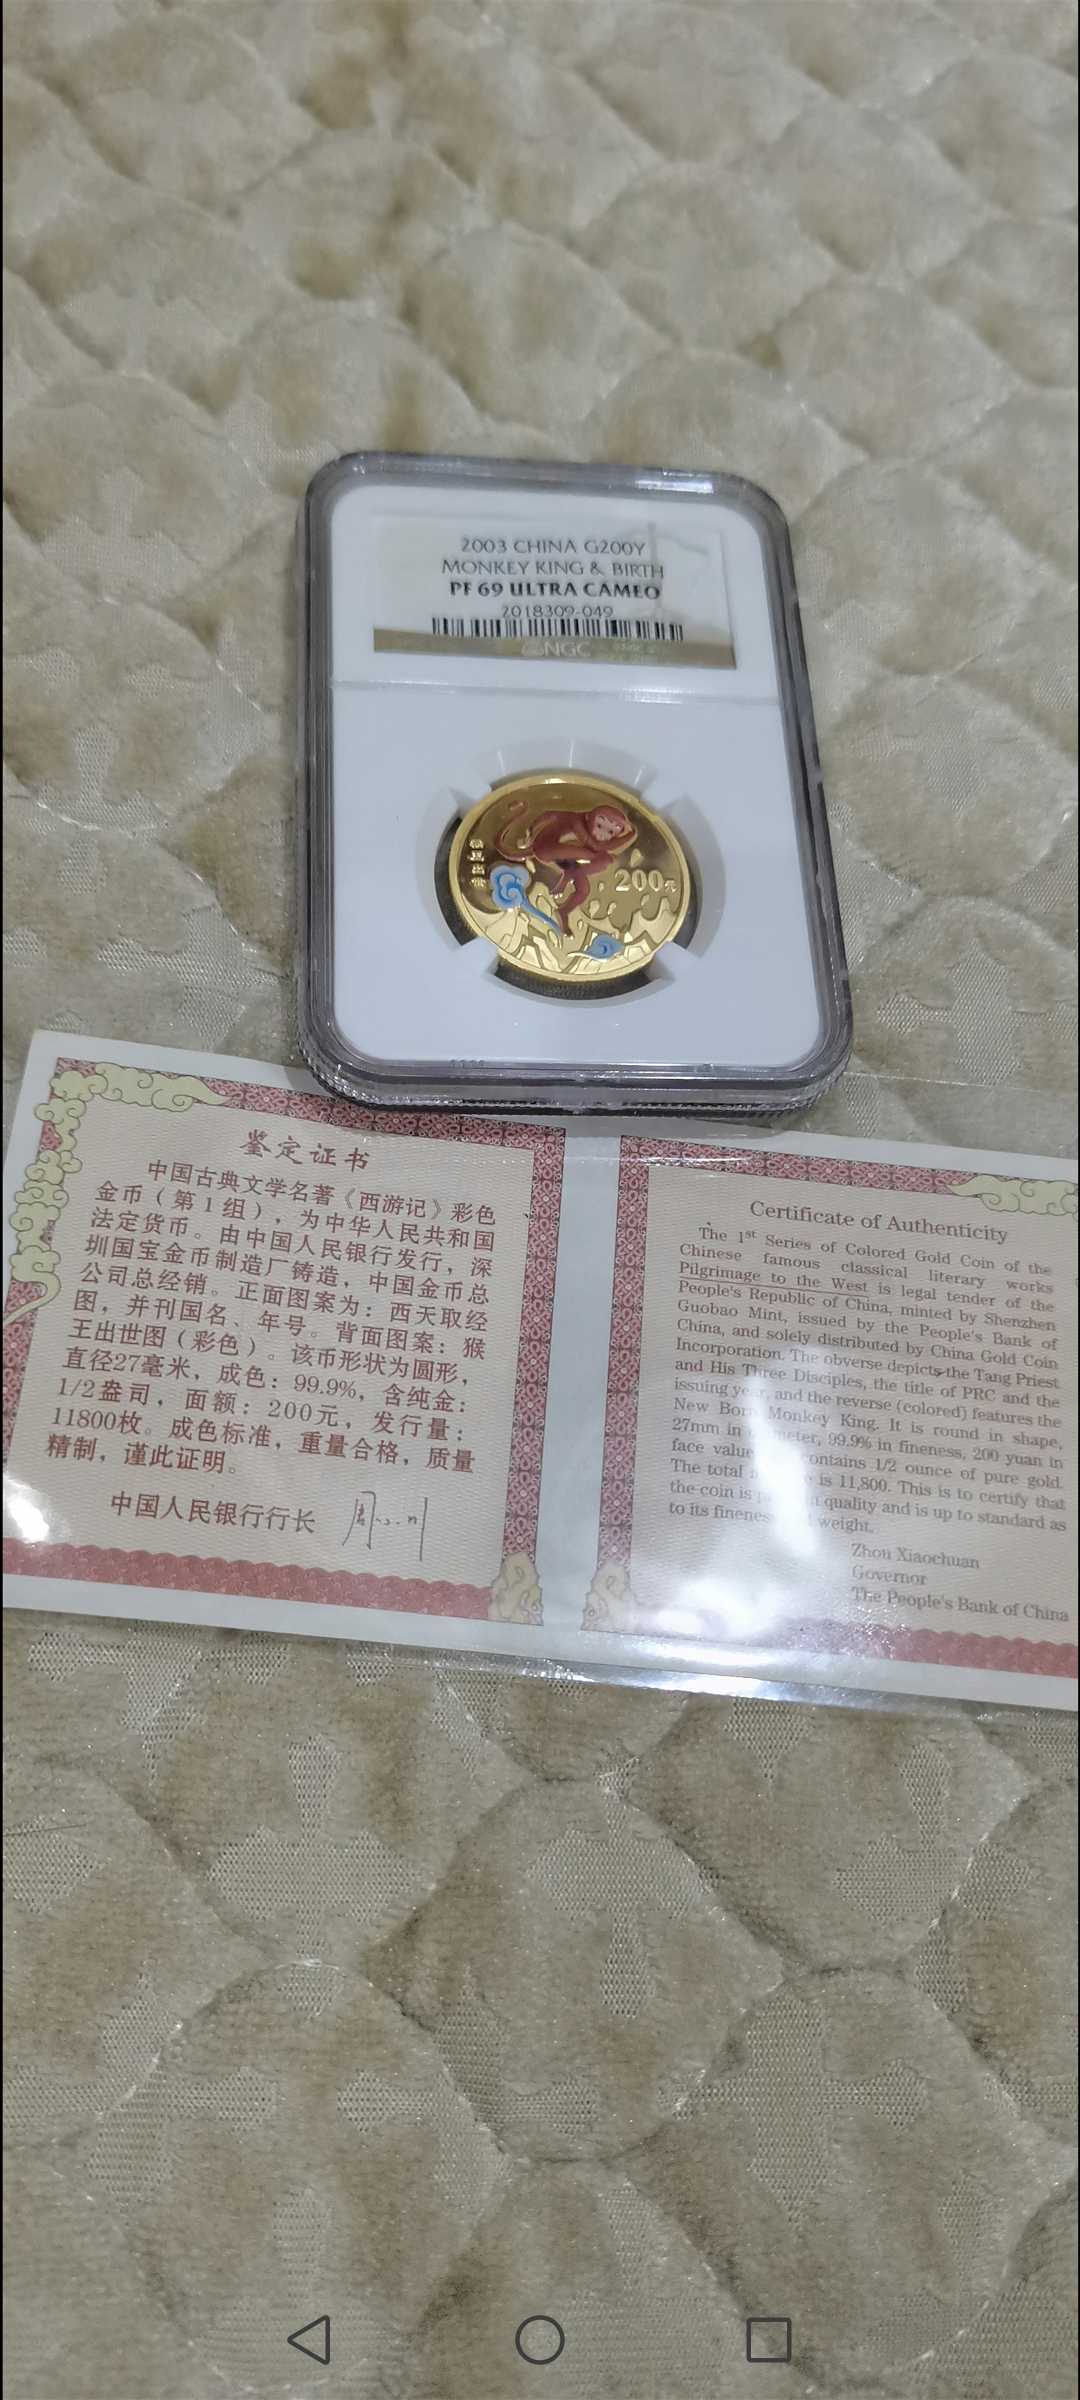 2003 CHINA G200Y
MONKEY KING & BIRTH
PF 69 ULTRA CAMEO
2018309-049
NGC
200元
鉴定证书
中国古典文学名著《西游记》彩色
金币（第1组），为中华人民共和国
法定货币。由中国人民银行发行，深
圳国宝金币制造厂铸造，中国金币总
公司总经销。正面图案为：西天取经
图，并刊国名、年号。背面图案：猴
王出世图（彩色）。该币形状为圆形，
直径27毫米，成色：99.9%，含纯金：
1/2盎司，面额：200元，发行量：
11800枚。成色标准，重量合格，质量
精制，谨此证明。
中国人民银行行长
Certificate of Authenticity
The 1st Series of Colored Gold Coin of the
Chinese famous classical literary works
Pilgrimage to the West is legal tender of the
People's Republic of China, minted by Shenzhen
Guobao Mint, issued by the People's Bank of
China, and solely distributed by China Gold Coin
Incorporation. The obverse depicts the Tang Priest
and His Three Disciples, the title of PRC and the
issuing year, and the reverse (colored) features the
New Born Monkey King. It is round in shape,
27mm in diameter, 99.9% in fineness, 200 yuan in
face value contains 1/2 ounce of pure gold.
The total is 11,800. This is to certify that
the coin is quality and is up to standard as
to its fineness weight.
Zhou Xiaochuan
Governor
The People's Bank of China